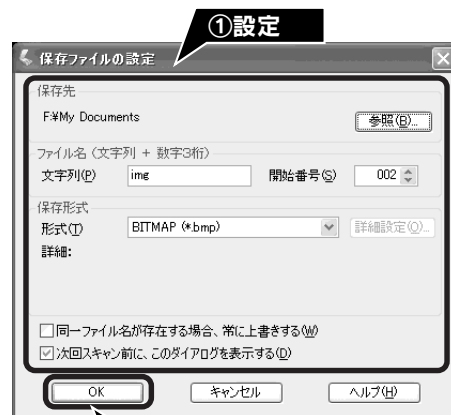 ①設定
保存ファイルの設定
保存先
F:¥My Documents
参照(B)...
ファイル名 (文字列 + 数字3桁)
文字列(P) img 開始番号(S) 002
保存形式
形式(T) BITMAP (*.bmp) 詳細設定(O)...
詳細:
同一ファイル名が存在する場合、常に上書きする(W)
次回スキャン前に、このダイアログを表示する(D)
OK キャンセル ヘルプ(H)